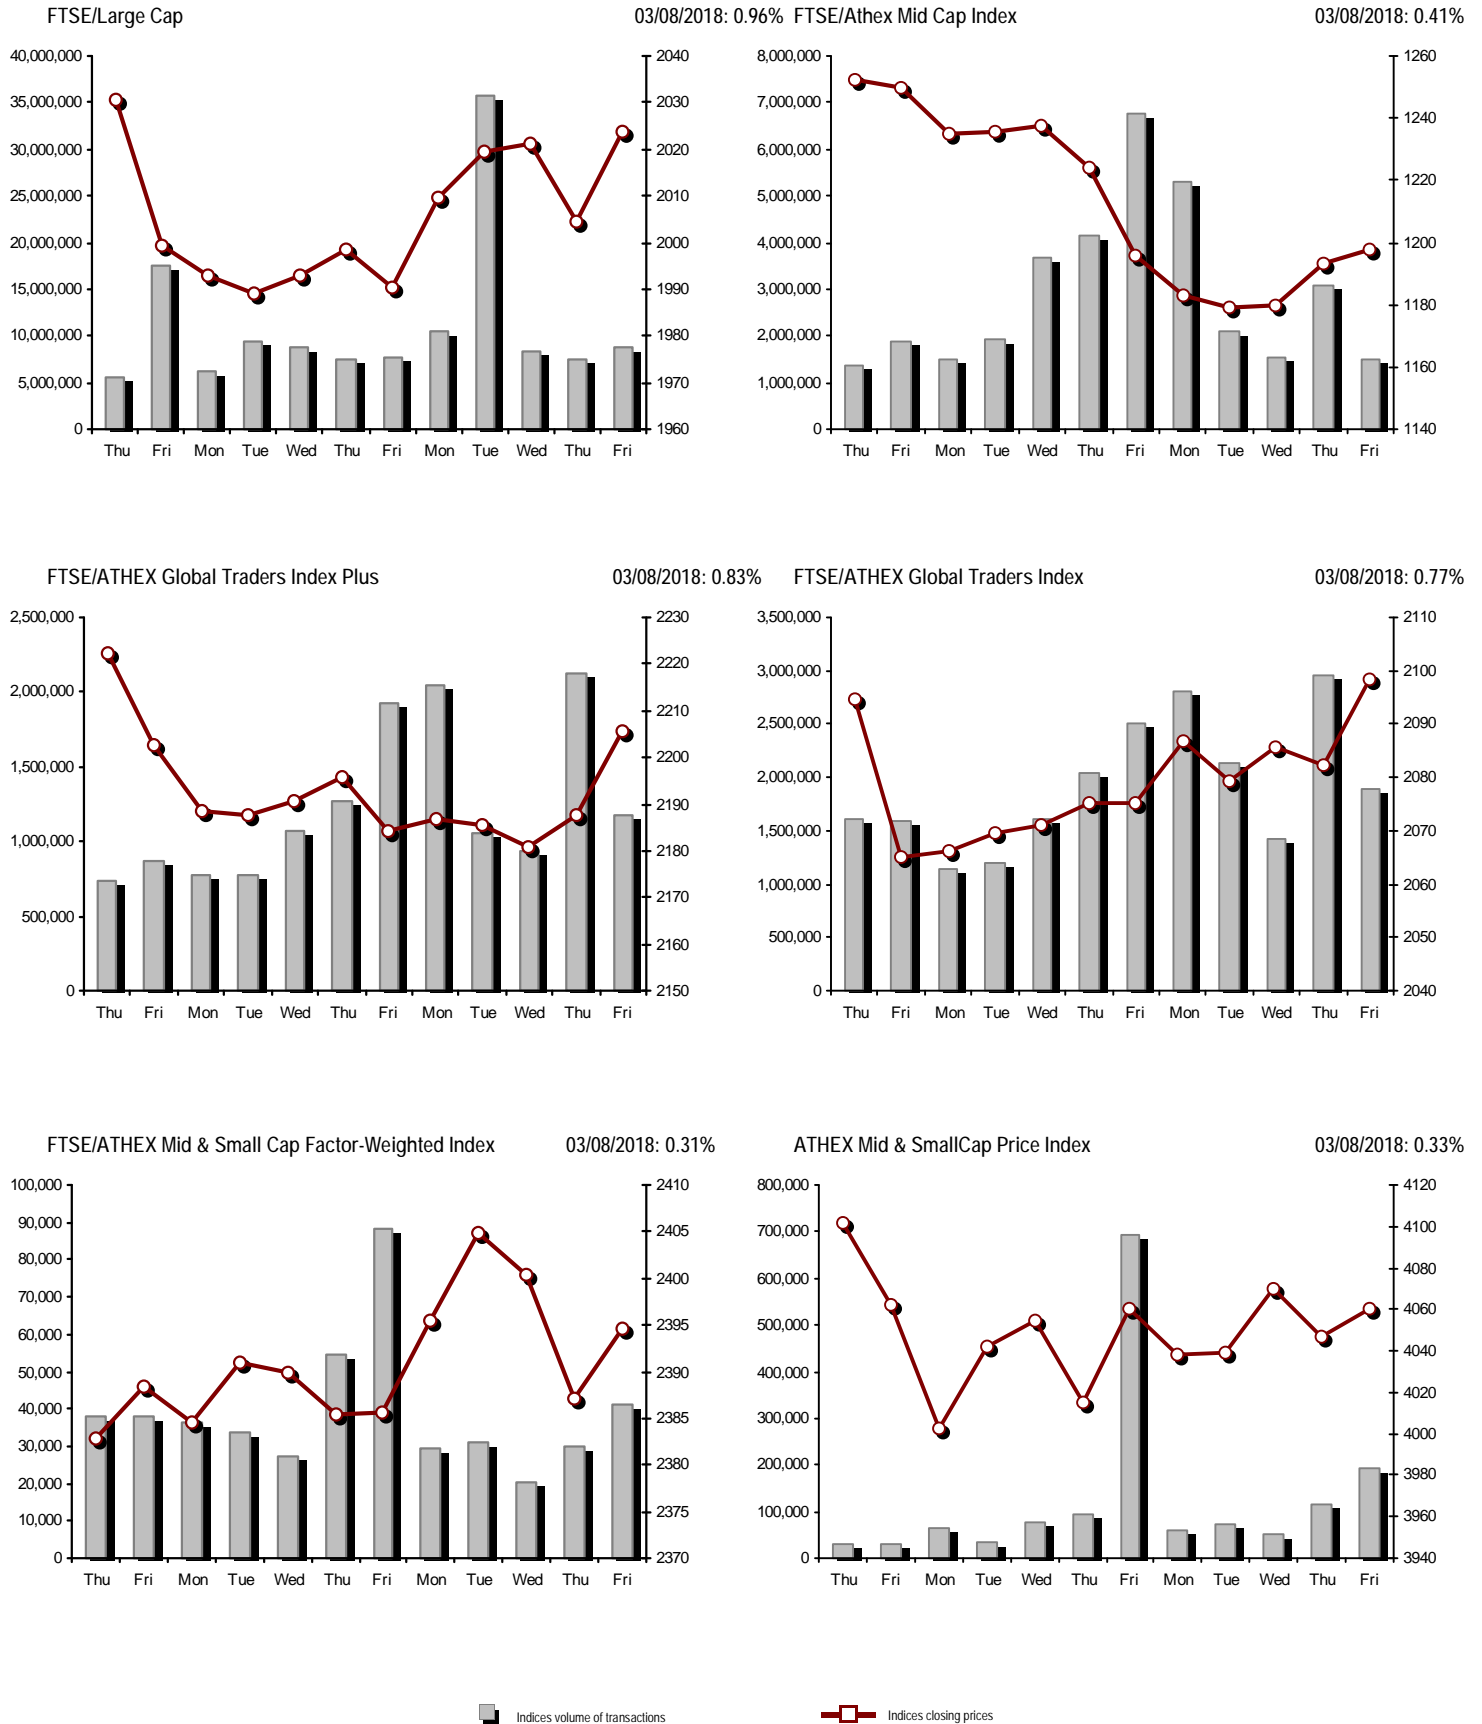 FTSE/Large Cap 03/08/2018: 0.96% FTSE/Athex Mid Cap Index 03/08/2018: 0.41%
40,000,000 2040 8,000,000 1260
35,000,000 2030 7,000,000 1240
30,000,000 2020 6,000,000 1220
25,000,000 2010 5,000,000 1200
20,000,000 2000 4,000,000 1180
15,000,000 1990 3,000,000 1160
10,000,000 1980 2,000,000 1140
5,000,000 1970 1,000,000
0 1960 0
Thu Fri Mon Tue Wed Thu Fri Mon Tue Wed Thu Fri Thu Fri Mon Tue Wed Thu Fri Mon Tue Wed Thu Fri
FTSE/ATHEX Global Traders Index Plus 03/08/2018: 0.83% FTSE/ATHEX Global Traders Index 03/08/2018: 0.77%
2,500,000 2230 3,500,000 2110
2,000,000 2220 3,000,000 2100
1,500,000 2210 2,500,000 2090
1,000,000 2200 2,000,000 2080
500,000 2190 1,500,000 2070
0 2180 1,000,000 2060
2170 500,000 2050
2160 0 2040
2150
Thu Fri Mon Tue Wed Thu Fri Mon Tue Wed Thu Fri Thu Fri Mon Tue Wed Thu Fri Mon Tue Wed Thu Fri
FTSE/ATHEX Mid & Small Cap Factor-Weighted Index 03/08/2018: 0.31% ATHEX Mid & SmallCap Price Index 03/08/2018: 0.33%
100,000 2410 800,000 4120
90,000 2405 700,000 4100
80,000 2400 600,000 4080
70,000 2395 500,000 4060
60,000 2390 400,000 4040
50,000 2385 300,000 4020
40,000 2380 200,000 4000
30,000 2375 100,000 3980
20,000 2370 0 3960
10,000 3940
0
Thu Fri Mon Tue Wed Thu Fri Mon Tue Wed Thu Fri Thu Fri Mon Tue Wed Thu Fri Mon Tue Wed Thu Fri
Indices volume of transactions Indices closing prices